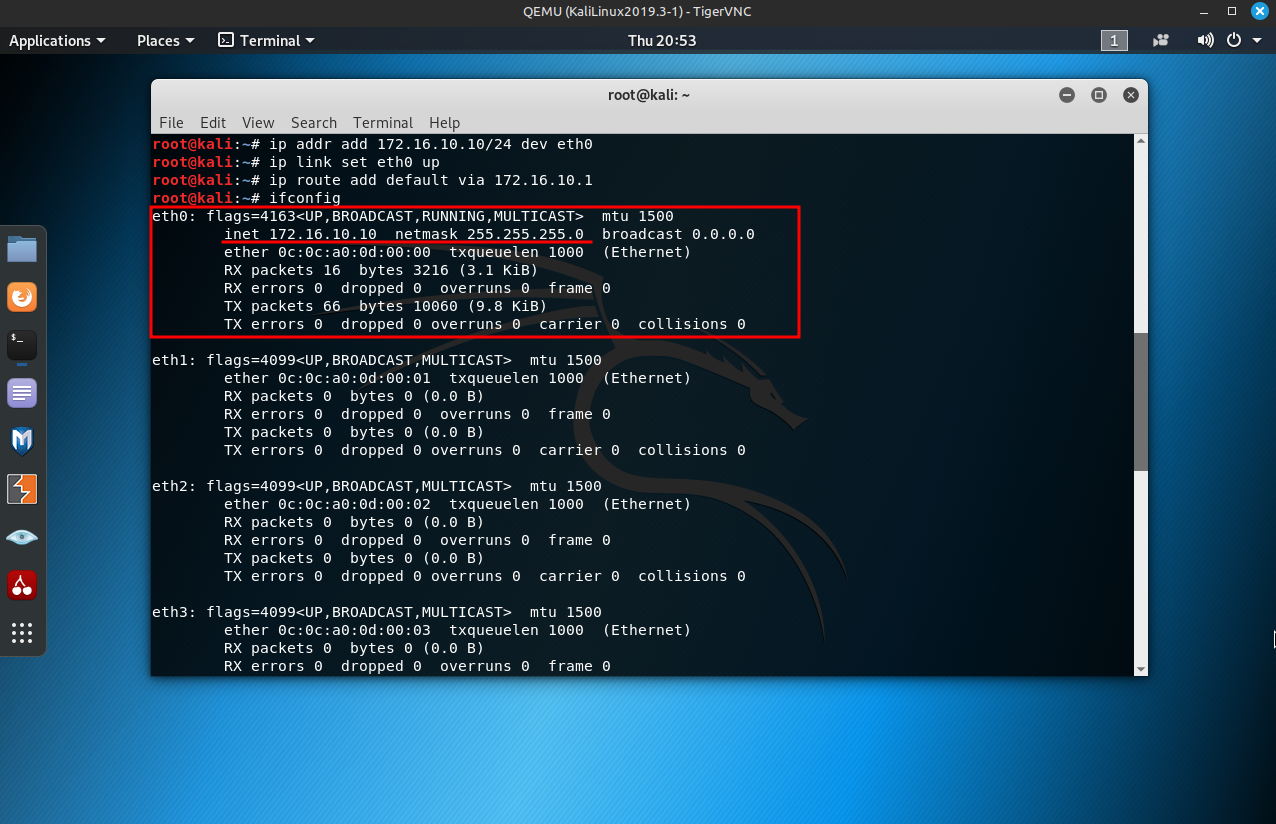 QEMU (KaliLinux2019.3-1) - TigerVNC
Applications Places Terminal Thu 20:53 1
root@kali: ~
File Edit View Search Terminal Help
root@kali:~# ip addr add 172.16.10.10/24 dev eth0
root@kali:~# ip link set eth0 up
root@kali:~# ip route add default via 172.16.10.1
root@kali:~# ifconfig
eth0: flags=4163<UP,BROADCAST,RUNNING,MULTICAST>  mtu 1500
        inet 172.16.10.10  netmask 255.255.255.0  broadcast 0.0.0.0
        ether 0c:0c:a0:0d:00:00  txqueuelen 1000  (Ethernet)
        RX packets 16  bytes 3216 (3.1 KiB)
        RX errors 0  dropped 0  overruns 0  frame 0
        TX packets 66  bytes 10060 (9.8 KiB)
        TX errors 0  dropped 0 overruns 0  carrier 0  collisions 0
eth1: flags=4099<UP,BROADCAST,MULTICAST>  mtu 1500
        ether 0c:0c:a0:0d:00:01  txqueuelen 1000  (Ethernet)
        RX packets 0  bytes 0 (0.0 B)
        RX errors 0  dropped 0  overruns 0  frame 0
        TX packets 0  bytes 0 (0.0 B)
        TX errors 0  dropped 0 overruns 0  carrier 0  collisions 0
eth2: flags=4099<UP,BROADCAST,MULTICAST>  mtu 1500
        ether 0c:0c:a0:0d:00:02  txqueuelen 1000  (Ethernet)
        RX packets 0  bytes 0 (0.0 B)
        RX errors 0  dropped 0  overruns 0  frame 0
        TX packets 0  bytes 0 (0.0 B)
        TX errors 0  dropped 0 overruns 0  carrier 0  collisions 0
eth3: flags=4099<UP,BROADCAST,MULTICAST>  mtu 1500
        ether 0c:0c:a0:0d:00:03  txqueuelen 1000  (Ethernet)
        RX packets 0  bytes 0 (0.0 B)
        RX errors 0  dropped 0  overruns 0  frame 0